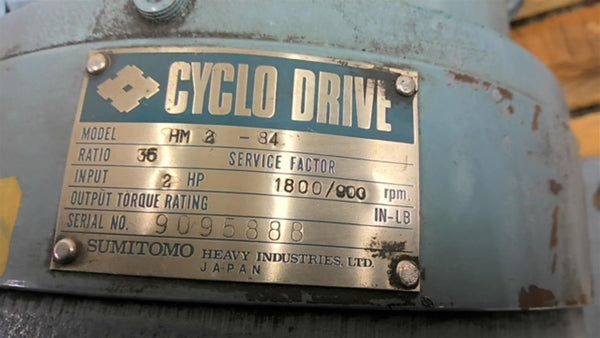 CYCLO DRIVE
MODEL HM 2 -84
RATIO 35 SERVICE FACTOR
INPUT 2 HP 1800/900 rpm.
OUTPUT TORQUE RATING IN-LB
SERIAL NO. 9095888
SUMITOMO HEAVY INDUSTRIES, LTD.
JAPAN